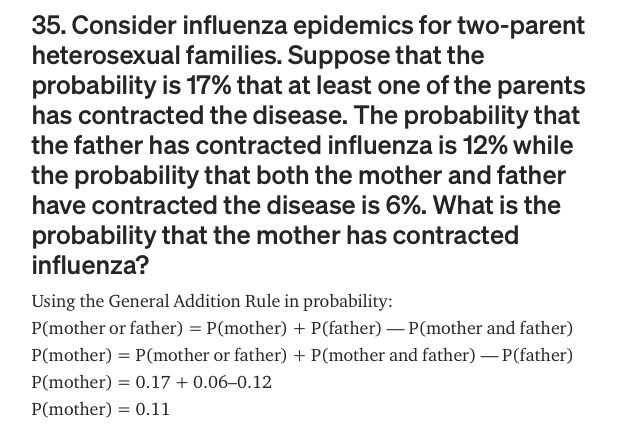 35. Consider influenza epidemics for two-parent
heterosexual families. Suppose that the
probability is 17% that at least one of the parents
has contracted the disease. The probability that
the father has contracted influenza is 12% while
the probability that both the mother and father
have contracted the disease is 6%. What is the
probability that the mother has contracted
influenza?
Using the General Addition Rule in probability:
P(mother or father) = P(mother) + P(father) — P(mother and father)
P(mother) = P(mother or father) + P(mother and father) — P(father)
P(mother) = 0.17 + 0.06–0.12
P(mother) = 0.11